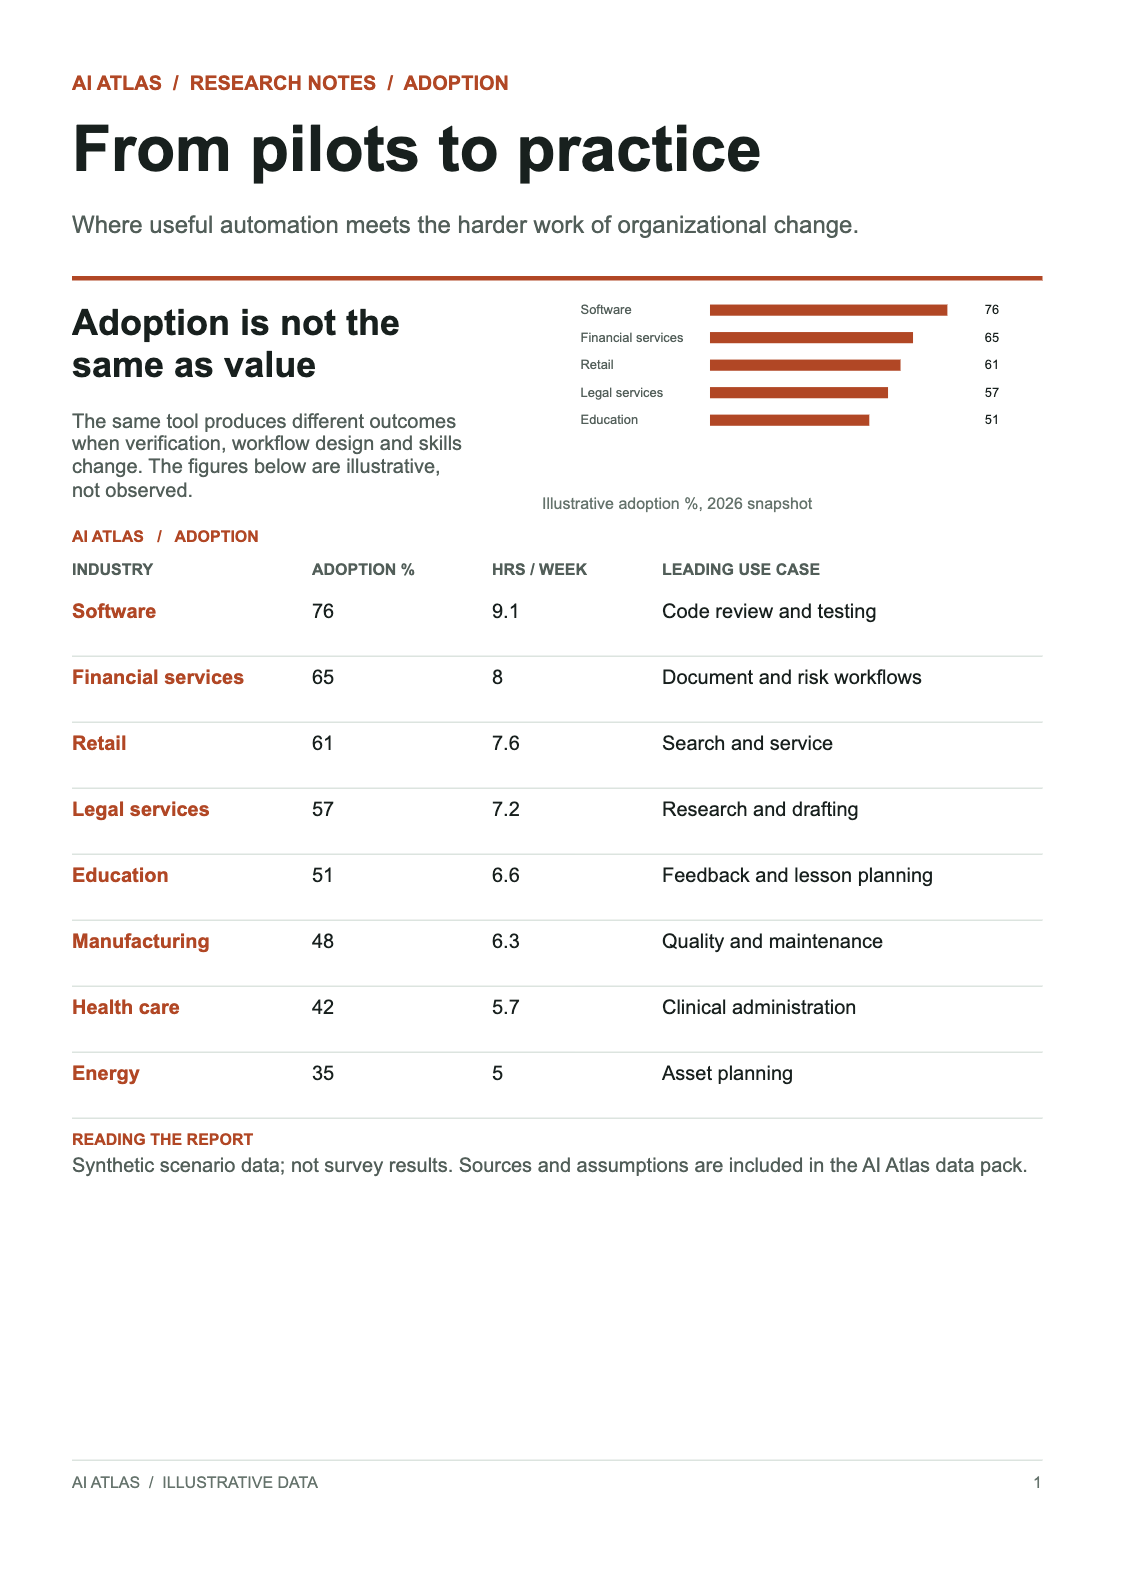 AI ATLAS / RESEARCH NOTES / ADOPTION
From pilots to practice
Where useful automation meets the harder work of organizational change.
Adoption is not the
same as value
The same tool produces different outcomes
when verification, workflow design and skills
change. The figures below are illustrative,
not observed.
Software 76
Financial services 65
Retail 61
Legal services 57
Education 51
Illustrative adoption %, 2026 snapshot
AI ATLAS / ADOPTION
INDUSTRY ADOPTION % HRS / WEEK LEADING USE CASE
Software 76 9.1 Code review and testing
Financial services 65 8 Document and risk workflows
Retail 61 7.6 Search and service
Legal services 57 7.2 Research and drafting
Education 51 6.6 Feedback and lesson planning
Manufacturing 48 6.3 Quality and maintenance
Health care 42 5.7 Clinical administration
Energy 35 5 Asset planning
READING THE REPORT
Synthetic scenario data; not survey results. Sources and assumptions are included in the AI Atlas data pack.
AI ATLAS / ILLUSTRATIVE DATA 1